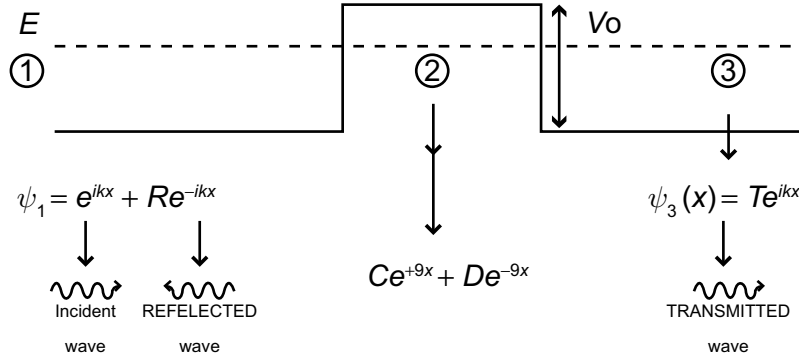 E Vo
① ② ③
ψ₁ = e^{ikx} + Re^{-ikx} ψ₃(x) = Te^{ikx}
Ce^{+9x} + De^{-9x}
Incident REFELECTED TRANSMITTED
wave wave wave